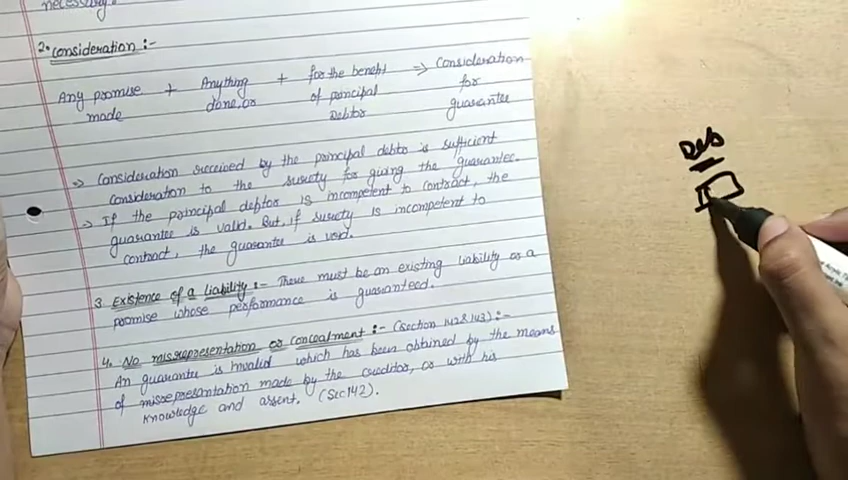 necessary.
2. Consideration :-
Any promise made + Anything done, or + for the benefit of principal Debtor => Consideration for guarantee
=> Consideration received by the principal debto is sufficient
consideration to the surety for giving the guarantee.
-> If the principal debtor is incompetent to contract, the
guarantee is valid. But, if surety is incompetent to
contract, the guarantee is void.
3. Existence of a liability :- There must be an existing liability or a
promise whose performance is guaranteed.
4. No misrepresentation or concealment :- (Section 142 & 143) :-
An guarantee is invalid which has been obtained by the means
of misrepresentation made by the creditor, or with his
knowledge and assent. (Sec 142).
Deb